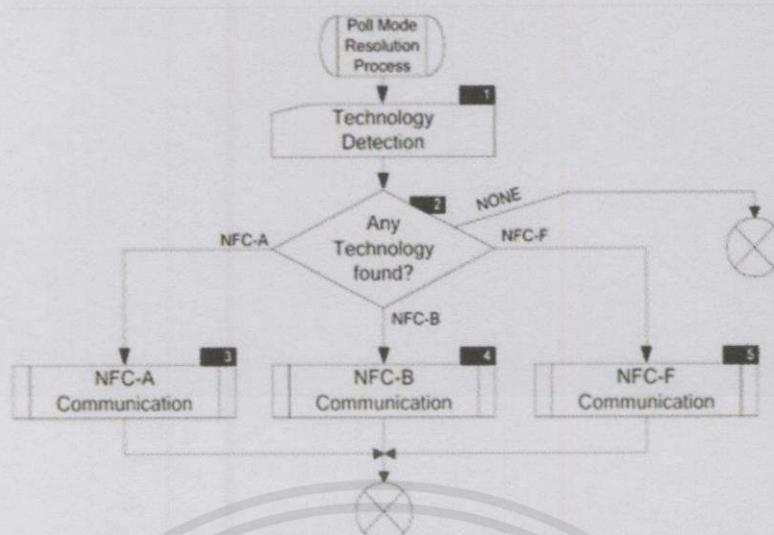 Poll Mode
Resolution
Process
1
Technology
Detection
2
NONE
Any
Technology
found?
NFC-A
NFC-F
NFC-B
3
NFC-A
Communication
4
NFC-B
Communication
5
NFC-F
Communication